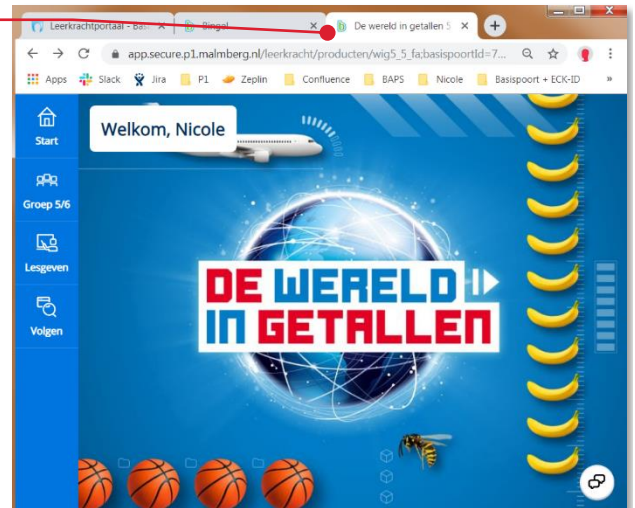 Leerkrachtportaal - Bas
Bingel
De wereld in getallen 5
app.secure.p1.malmberg.nl/leerkracht/producten/wig5_5_fa;basispoortId=7...
Apps Slack Jira P1 Zeplin Confluence BAPS Nicole Basispoort + ECK-ID »
Start
Groep 5/6
Lesgeven
Volgen
Welkom, Nicole
DE WERELD
IN GETALLEN